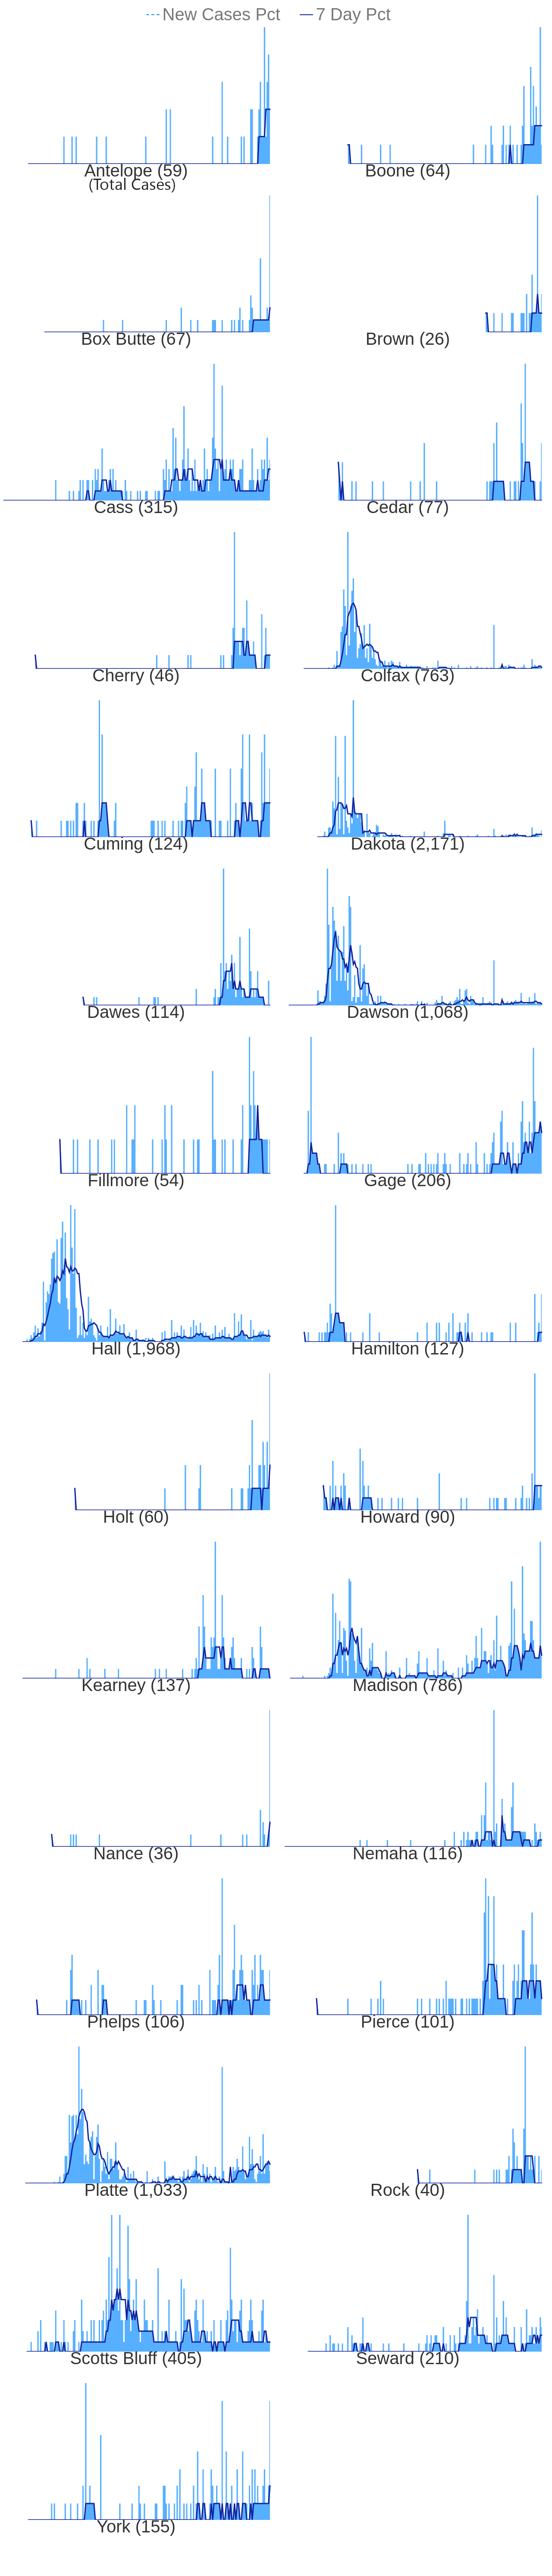 New Cases Pct 7 Day Pct
Antelope (59) Boone (64)
(Total Cases)
Box Butte (67) Brown (26)
Cass (315) Cedar (77)
Cherry (46) Colfax (763)
Cuming (124) Dakota (2,171)
Dawes (114) Dawson (1,068)
Fillmore (54) Gage (206)
Hall (1,968) Hamilton (127)
Holt (60) Howard (90)
Kearney (137) Madison (786)
Nance (36) Nemaha (116)
Phelps (106) Pierce (101)
Platte (1,033) Rock (40)
Scotts Bluff (405) Seward (210)
York (155)